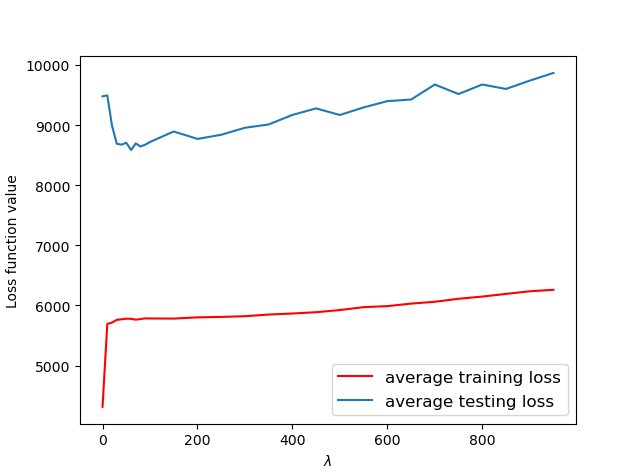 10000
9000
8000
7000
6000
5000
Loss function value
0
200
400
600
800
λ
average training loss
average testing loss